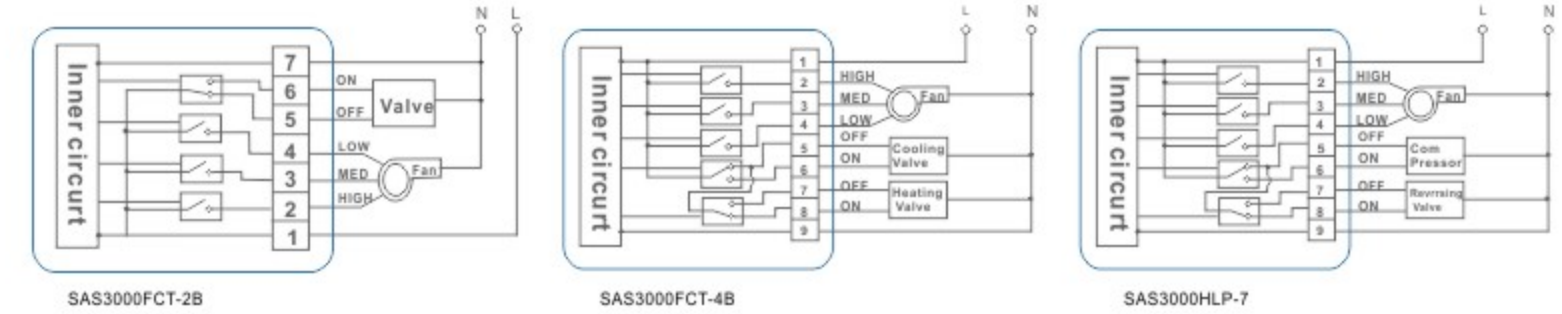 N L
Inner circurt
7
6
5
4
3
2
1
ON
OFF
Valve
LOW
MED
HIGH
Fan
SAS3000FCT-2B
L N
Inner circurt
1
2
3
4
5
6
7
8
9
HIGH
MED
LOW
Fan
OFF
ON
Cooling
Valve
OFF
ON
Heating
Valve
SAS3000FCT-4B
L N
Inner circurt
1
2
3
4
5
6
7
8
9
HIGH
MED
LOW
Fan
OFF
ON
Com
Pressor
OFF
ON
Revrrsing
Valve
SAS3000HLP-7